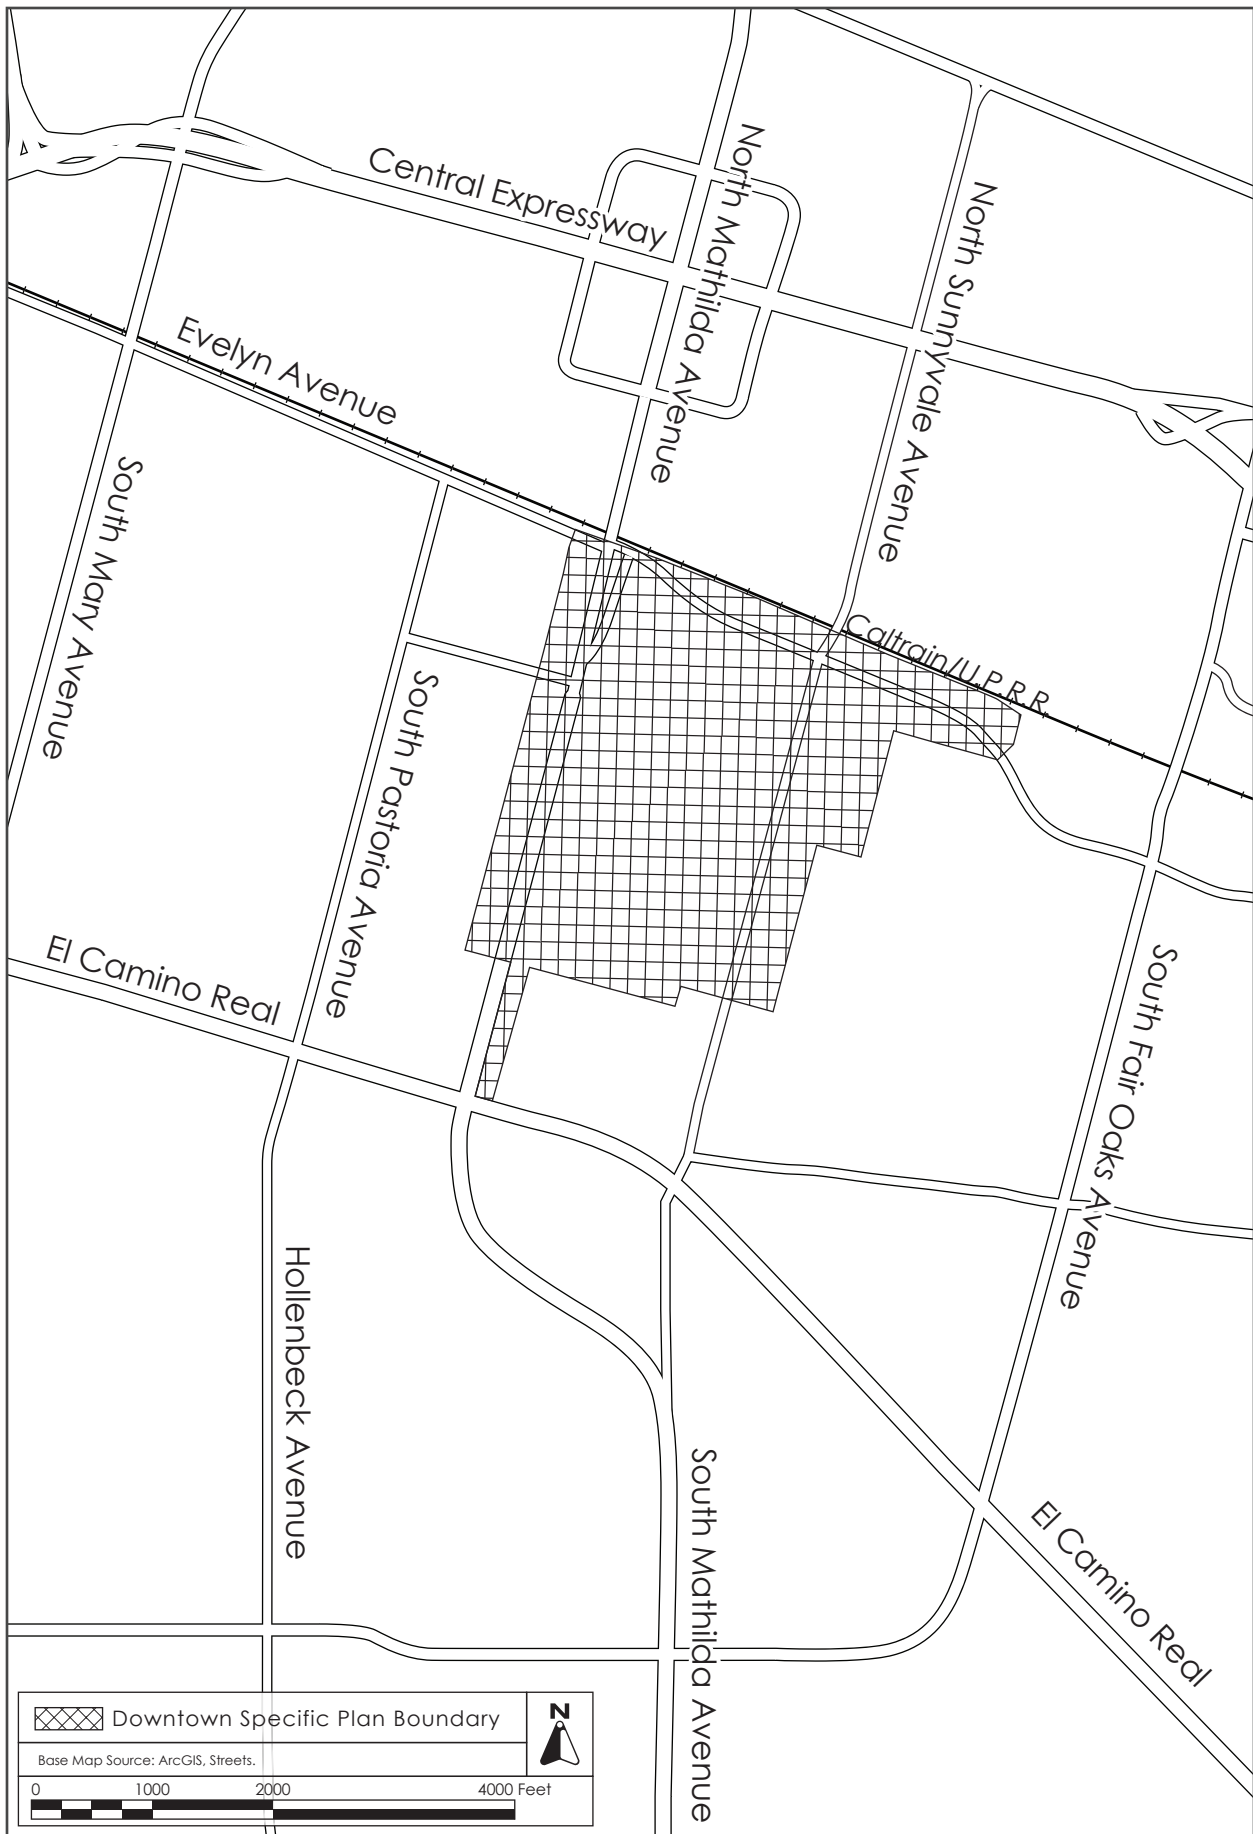 Central Expressway
North Mathilda Avenue
North Sunnyvale Avenue
Evelyn Avenue
South Mary Avenue
Caltrain/U.P.R.R
South Pastoria Avenue
El Camino Real
South Fair Oaks Avenue
Hollenbeck Avenue
South Mathilda Avenue
El Camino Real
Downtown Specific Plan Boundary
N
Base Map Source: ArcGIS, Streets.
0 1000 2000 4000 Feet